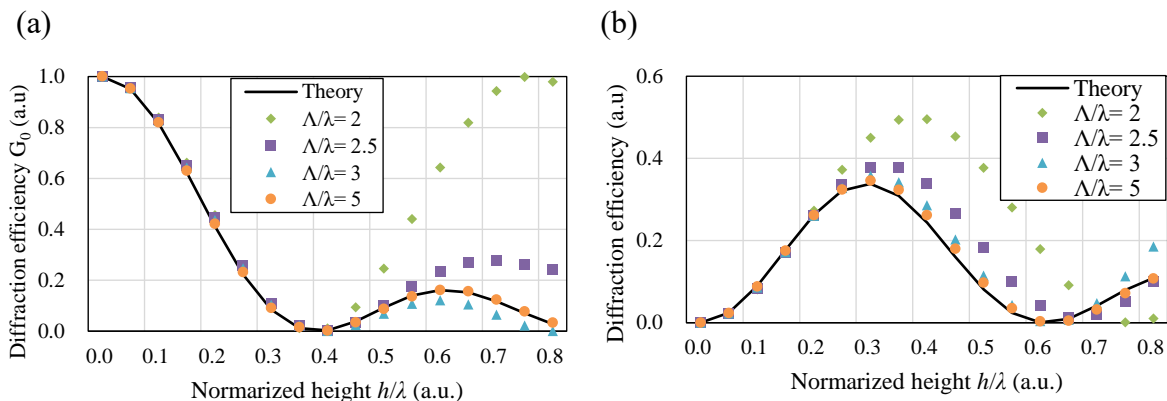 (a)
Diffraction efficiency G₀ (a.u)
1.0
0.8
0.6
0.4
0.2
0.0
Theory
Λ/λ= 2
Λ/λ= 2.5
Λ/λ= 3
Λ/λ= 5
0.0 0.1 0.2 0.3 0.4 0.5 0.6 0.7 0.8
Normarized height h/λ (a.u.)
(b)
Diffraction efficiency (a.u)
0.6
0.4
0.2
0.0
Theory
Λ/λ= 2
Λ/λ= 2.5
Λ/λ= 3
Λ/λ= 5
0.0 0.1 0.2 0.3 0.4 0.5 0.6 0.7 0.8
Normarized height h/λ (a.u.)